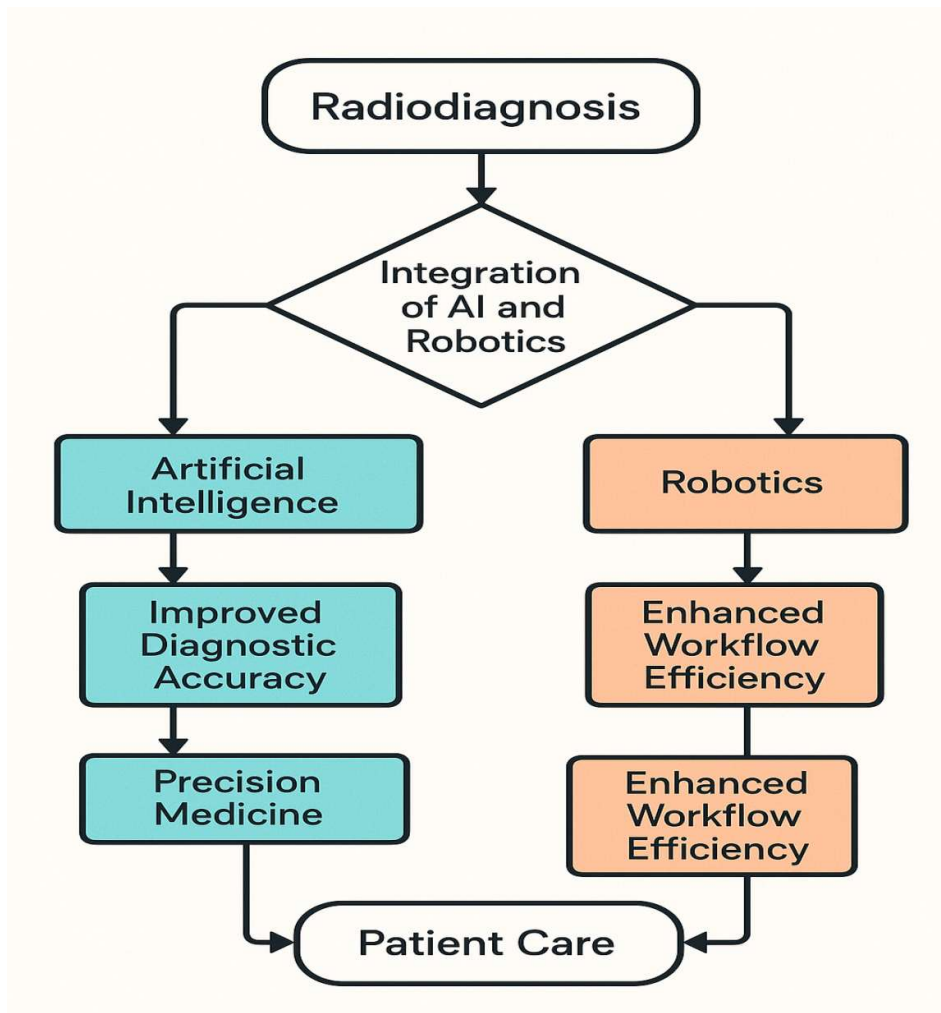 Radiodiagnosis
Integration
of AI and
Robotics
Artificial
Intelligence
Robotics
Improved
Diagnostic
Accuracy
Enhanced
Workflow
Efficiency
Precision
Medicine
Enhanced
Workflow
Efficiency
Patient Care